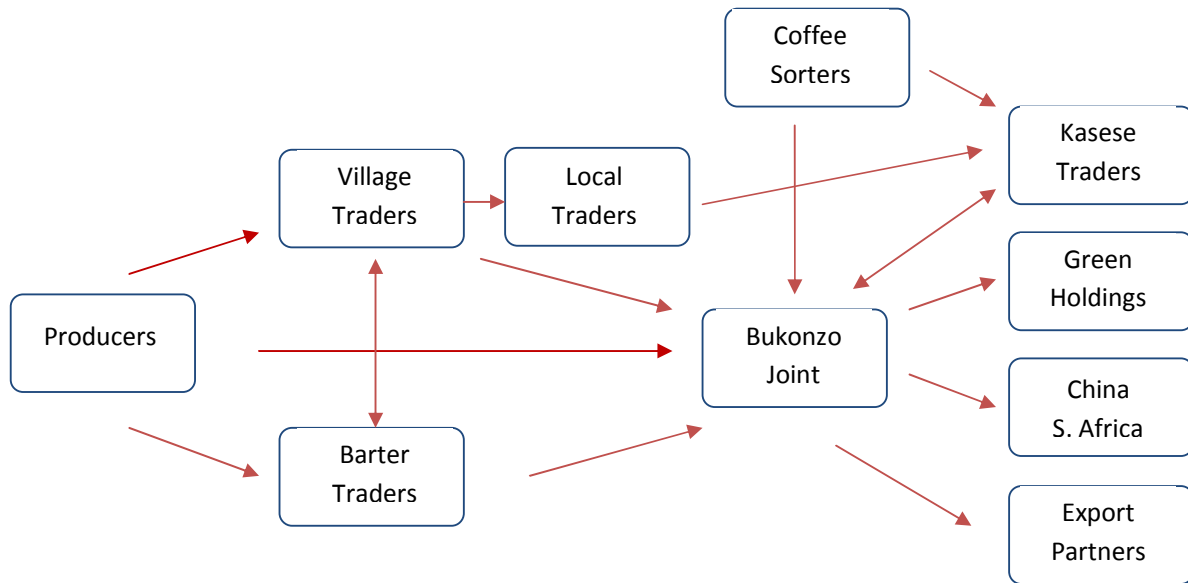 Coffee
Sorters
Kasese
Traders
Village
Traders
Local
Traders
Green
Holdings
Producers
Bukonzo
Joint
China
S. Africa
Barter
Traders
Export
Partners